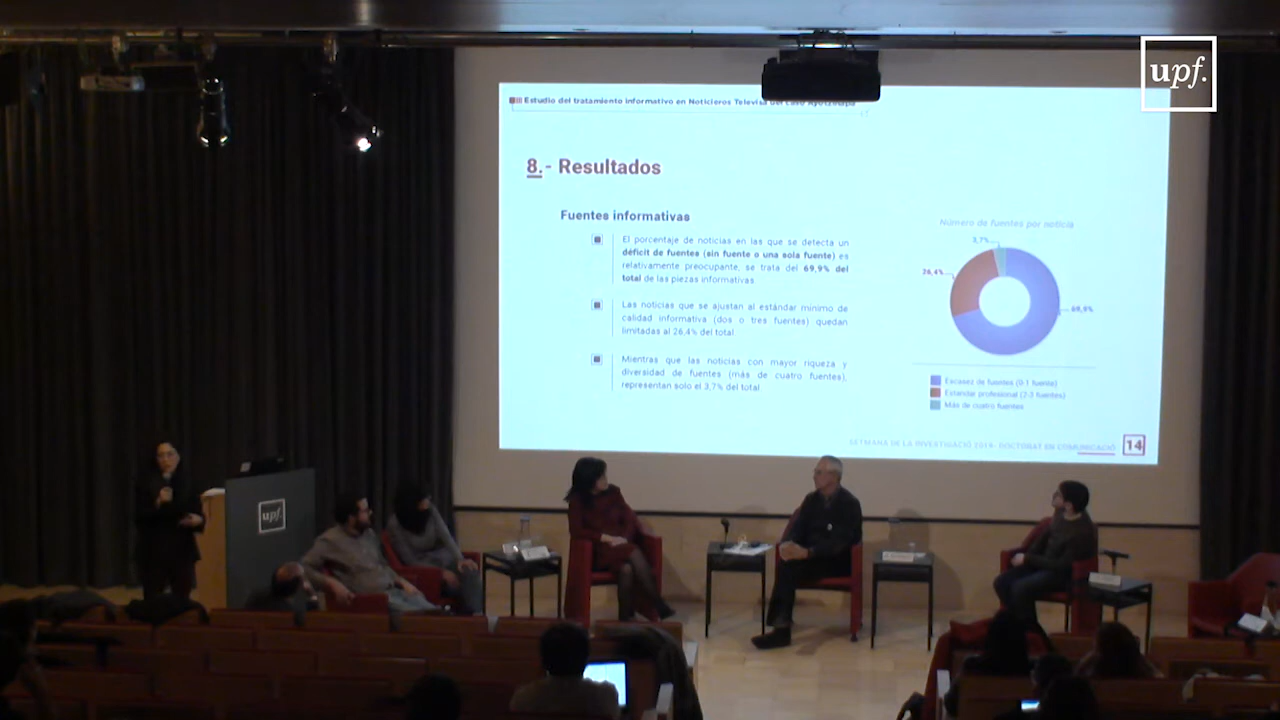 upf.
Estudio del tratamiento informativo en Noticieros Televisa del caso Ayotzinapa
8.- Resultados
Fuentes informativas
El porcentaje de noticias en las que se detecta un
déficit de fuentes (sin fuente o una sola fuente) es
relativamente preocupante, se trata del 69,9% del
total de las piezas informativas.
Las noticias que se ajustan al estándar mínimo de
calidad informativa (dos o tres fuentes) quedan
limitadas al 26,4% del total.
Mientras que las noticias con mayor riqueza y
diversidad de fuentes (más de cuatro fuentes),
representan solo el 3,7% del total.
Número de fuentes por noticia
3,7%
26,4%
69,9%
Escasez de fuentes (0-1 fuente)
Estándar profesional (2-3 fuentes)
Más de cuatro fuentes
SETMANA DE LA INVESTIGACIÓ 2019- DOCTORAT EN COMUNICACIÓ
14
upf.